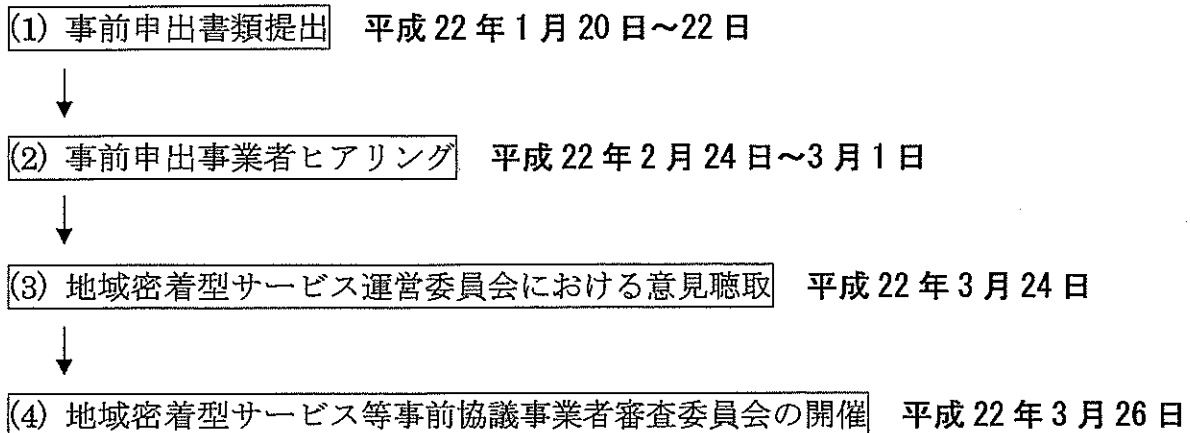 (1) 事前申出書類提出 平成22年1月20日~22日
↓
(2) 事前申出事業者ヒアリング 平成22年2月24日~3月1日
↓
(3) 地域密着型サービス運営委員会における意見聴取 平成22年3月24日
↓
(4) 地域密着型サービス等事前協議事業者審査委員会の開催 平成22年3月26日